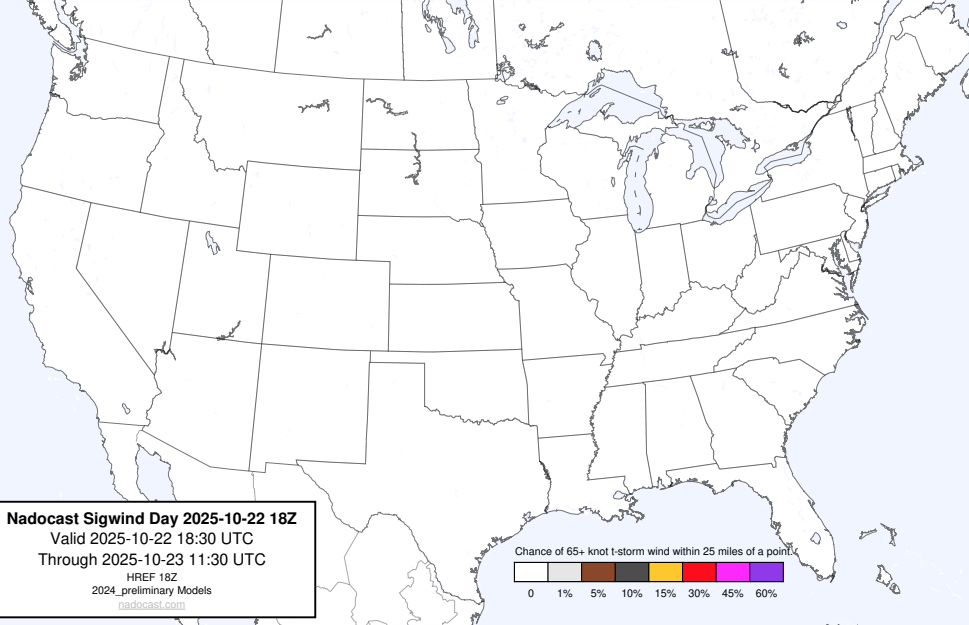 Nadocast Sigwind Day 2025-10-22 18Z
Valid 2025-10-22 18:30 UTC
Through 2025-10-23 11:30 UTC
HREF 18Z
2024_preliminary Models
nadocast.com
Chance of 65+ knot t-storm wind within 25 miles of a point.
0 1% 5% 10% 15% 30% 45% 60%